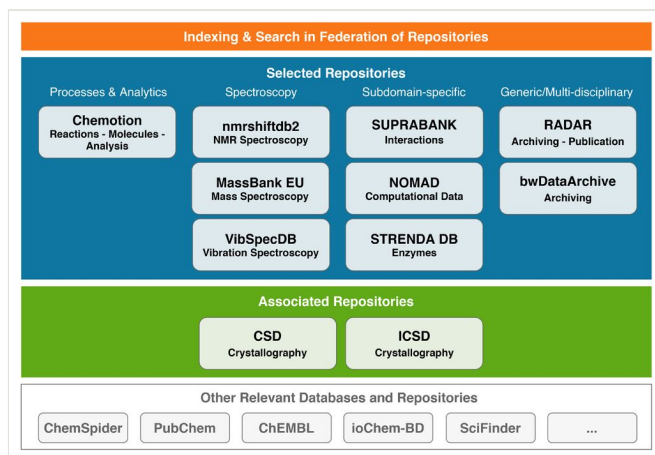 Indexing & Search in Federation of Repositories
Selected Repositories
Processes & Analytics
Spectroscopy
Subdomain-specific
Generic/Multi-disciplinary
Chemotion
Reactions - Molecules -
Analysis
nmrshiftdb2
NMR Spectroscopy
SUPRABANK
Interactions
RADAR
Archiving - Publication
MassBank EU
Mass Spectroscopy
NOMAD
Computational Data
bwDataArchive
Archiving
VibSpecDB
Vibration Spectroscopy
STRENDA DB
Enzymes
Associated Repositories
CSD
Crystallography
ICSD
Crystallography
Other Relevant Databases and Repositories
ChemSpider
PubChem
ChEMBL
ioChem-BD
SciFinder
...